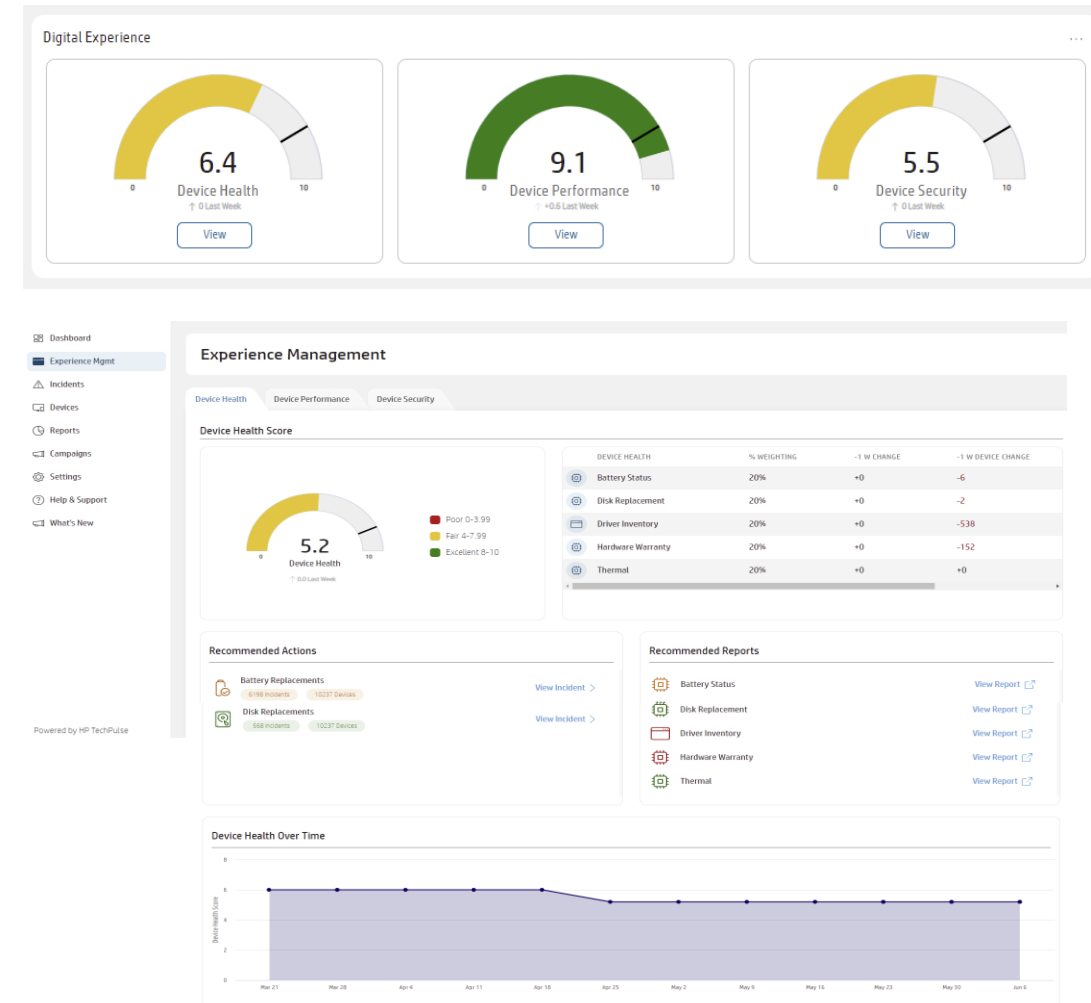 Digital Experience
...
6.4
0 Device Health 10
↑ 0 Last Week
View
9.1
0 Device Performance 10
↑ +0.6 Last Week
View
5.5
0 Device Security 10
↑ 0 Last Week
View
Dashboard
Experience Mgmt
Incidents
Devices
Reports
Campaigns
Settings
Help & Support
What's New
Powered by HP TechPulse
Experience Management
Device Health Device Performance Device Security
Device Health Score
5.2
0 10
Device Health
↑ 0.0 Last Week
Poor 0-3.99
Fair 4-7.99
Excellent 8-10
DEVICE HEALTH % WEIGHTING -1 W CHANGE -1 W DEVICE CHANGE
Battery Status 20% +0 -6
Disk Replacement 20% +0 -2
Driver Inventory 20% +0 -538
Hardware Warranty 20% +0 -152
Thermal 20% +0 +0
Recommended Actions
Battery Replacements
6198 Incidents 10237 Devices
View Incident >
Disk Replacements
568 Incidents 10237 Devices
View Incident >
Recommended Reports
Battery Status View Report
Disk Replacement View Report
Driver Inventory View Report
Hardware Warranty View Report
Thermal View Report
Device Health Over Time
Device Health Score
8
6
4
2
0
Mar 21 Mar 28 Apr 4 Apr 11 Apr 18 Apr 25 May 2 May 9 May 16 May 23 May 30 Jun 6